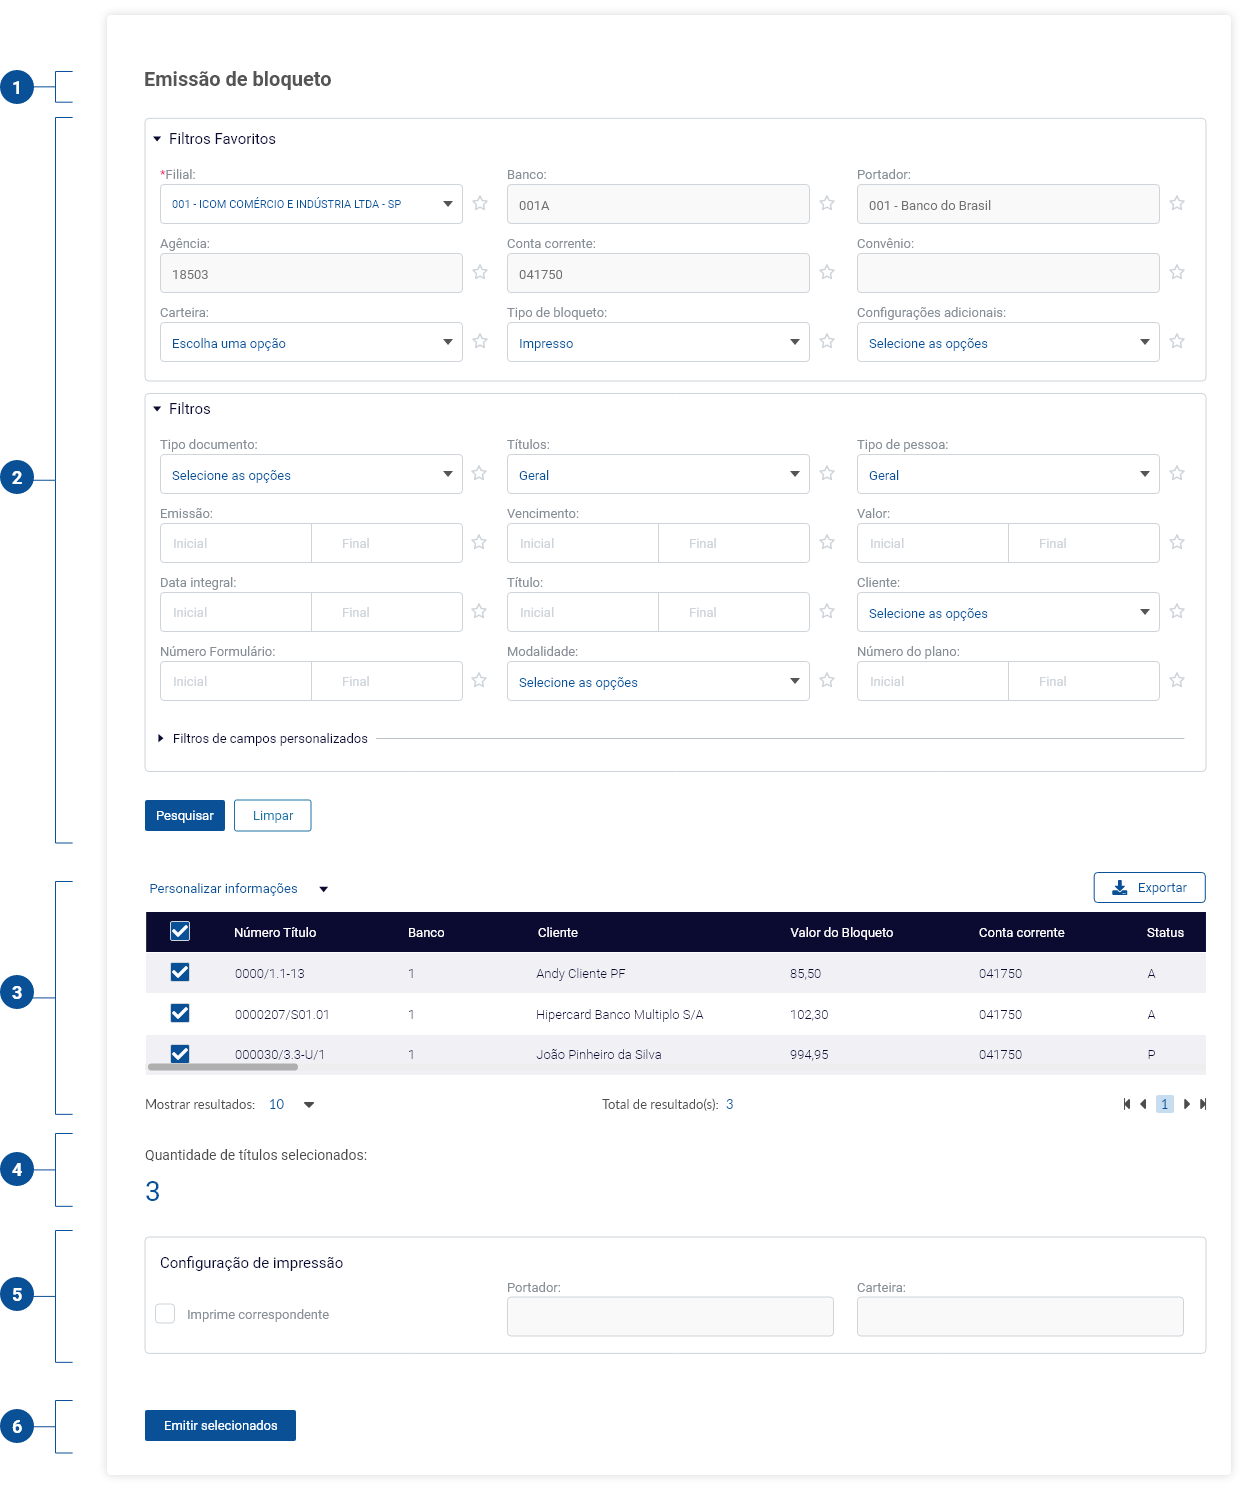 1
Emissão de bloqueto
2
Filtros Favoritos
*Filial: Banco: Portador:
001 - ICOM COMÉRCIO E INDÚSTRIA LTDA - SP 001A 001 - Banco do Brasil
Agência: Conta corrente: Convênio:
18503 041750
Carteira: Tipo de bloqueto: Configurações adicionais:
Escolha uma opção Impresso Selecione as opções
Filtros
Tipo documento: Títulos: Tipo de pessoa:
Selecione as opções Geral Geral
Emissão: Vencimento: Valor:
Inicial Final Inicial Final Inicial Final
Data integral: Título: Cliente:
Inicial Final Inicial Final Selecione as opções
Número Formulário: Modalidade: Número do plano:
Inicial Final Selecione as opções Inicial Final
Filtros de campos personalizados
Pesquisar Limpar
3
Personalizar informações Exportar
Número Título Banco Cliente Valor do Bloqueto Conta corrente Status
0000/1.1-13 1 Andy Cliente PF 85,50 041750 A
0000207/S01.01 1 Hipercard Banco Multiplo S/A 102,30 041750 A
000030/3.3-U/1 1 João Pinheiro da Silva 994,95 041750 P
Mostrar resultados: 10 Total de resultado(s): 3 1
4
Quantidade de títulos selecionados:
3
5
Configuração de impressão
Portador: Carteira:
Imprime correspondente
6
Emitir selecionados